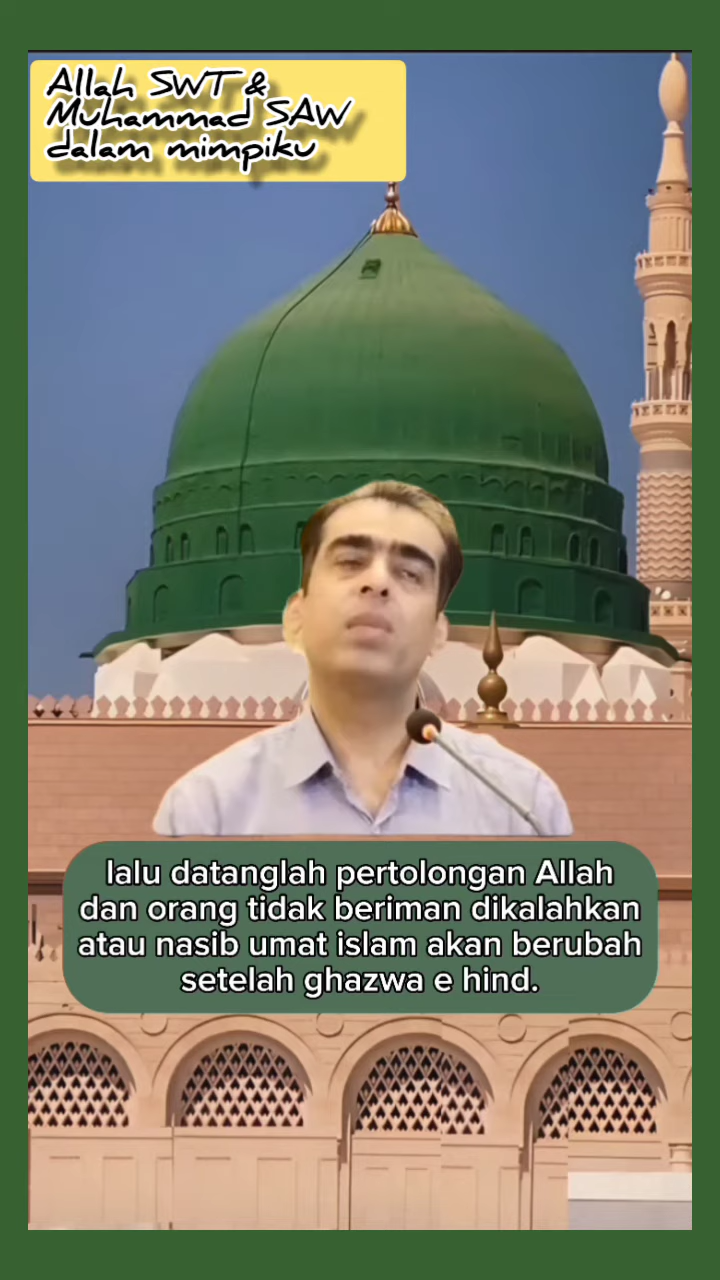 Allah SWT &
Muhammad SAW
dalam mimpiku
lalu datanglah pertolongan Allah
dan orang tidak beriman dikalahkan
atau nasib umat islam akan berubah
setelah ghazwa e hind.